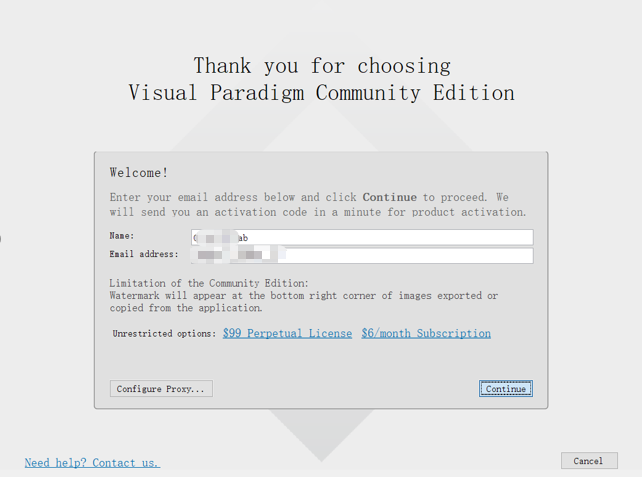 Thank you for choosing
Visual Paradigm Community Edition
Welcome!
Enter your email address below and click Continue to proceed. We
will send you an activation code in a minute for product activation.
Name: ab
Email address:
Limitation of the Community Edition:
Watermark will appear at the bottom right corner of images exported or
copied from the application.
Unrestricted options: $99 Perpetual License $6/month Subscription
Configure Proxy... Continue
Need help? Contact us. Cancel